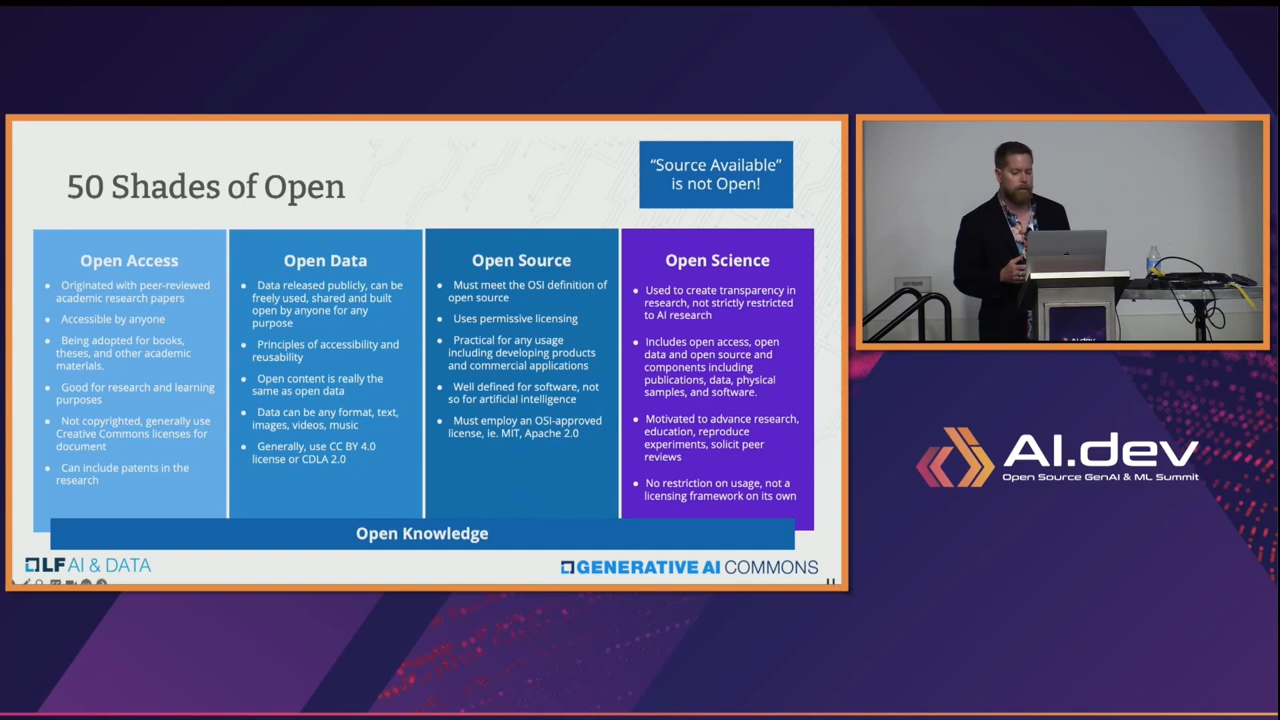 50 Shades of Open
"Source Available"
is not Open!
Open Access
• Originated with peer-reviewed
academic research papers
• Accessible by anyone
• Being adopted for books,
theses, and other academic
materials.
• Good for research and learning
purposes
• Not copyrighted, generally use
Creative Commons licenses for
document
• Can include patents in the
research
Open Data
• Data released publicly, can be
freely used, shared and built
open by anyone for any
purpose
• Principles of accessibility and
reusability
• Open content is really the
same as open data
• Data can be any format, text,
images, videos, music
• Generally, use CC BY 4.0
license or CDLA 2.0
Open Source
• Must meet the OSI definition of
open source
• Uses permissive licensing
• Practical for any usage
including developing products
and commercial applications
• Well defined for software, not
so for artificial intelligence
• Must employ an OSI-approved
license, ie. MIT, Apache 2.0
Open Science
• Used to create transparency in
research, not strictly restricted
to AI research
• Includes open access, open
data and open source and
components including
publications, data, physical
samples, and software.
• Motivated to advance research,
education, reproduce
experiments, solicit peer
reviews
• No restriction on usage, not a
licensing framework on its own
Open Knowledge
LF AI & DATA
GENERATIVE AI COMMONS
AI.dev
AI.dev
Open Source GenAI & ML Summit